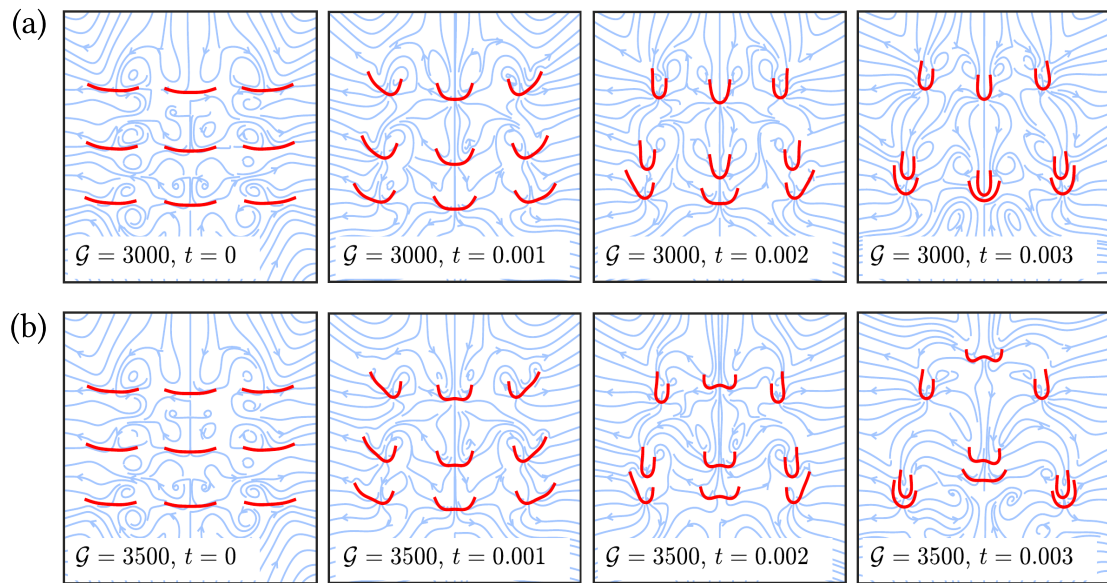 (a)
𝒢 = 3000, t = 0
𝒢 = 3000, t = 0.001
𝒢 = 3000, t = 0.002
𝒢 = 3000, t = 0.003
(b)
𝒢 = 3500, t = 0
𝒢 = 3500, t = 0.001
𝒢 = 3500, t = 0.002
𝒢 = 3500, t = 0.003